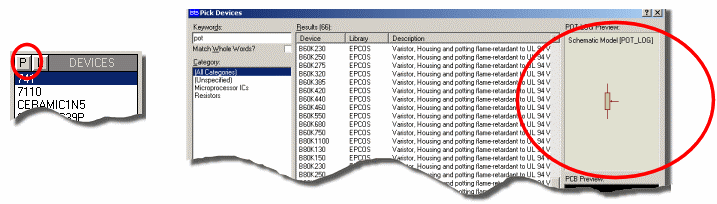 P L DEVICES
741
7110
CERAMIC1N5
Pick Devices
Keywords:
pot
Match Whole Words?
Category:
(All Categories)
(Unspecified)
Microprocessor ICs
Resistors
Results (66):
Device Library Description
B60K230 EPCOS Varistor, Housing and potting flame-retardant to UL 94 V
B60K250 EPCOS Varistor, Housing and potting flame-retardant to UL 94 V
B60K275 EPCOS Varistor, Housing and potting flame-retardant to UL 94 V
B60K320 EPCOS Varistor, Housing and potting flame-retardant to UL 94 V
B60K385 EPCOS Varistor, Housing and potting flame-retardant to UL 94 V
B60K420 EPCOS Varistor, Housing and potting flame-retardant to UL 94 V
B60K440 EPCOS Varistor, Housing and potting flame-retardant to UL 94 V
B60K460 EPCOS Varistor, Housing and potting flame-retardant to UL 94 V
B60K550 EPCOS Varistor, Housing and potting flame-retardant to UL 94 V
B60K680 EPCOS Varistor, Housing and potting flame-retardant to UL 94 V
B60K750 EPCOS Varistor, Housing and potting flame-retardant to UL 94 V
B80K1100 EPCOS Varistor, Housing and potting flame-retardant to UL 94 V
B80K130 EPCOS Varistor, Housing and potting flame-retardant to UL 94 V
B80K150 EPCOS Varistor, Housing and potting flame-retardant to UL 94 V
B80K230 Varistor, Housing and potting flame-retardant to UL 94 V
B80K250 and potting flame-retardant to UL 94 V
potting flame-retardant to UL 94 V
POT-LOG Preview:
Schematic Model [POT_LOG]
PCB Preview: